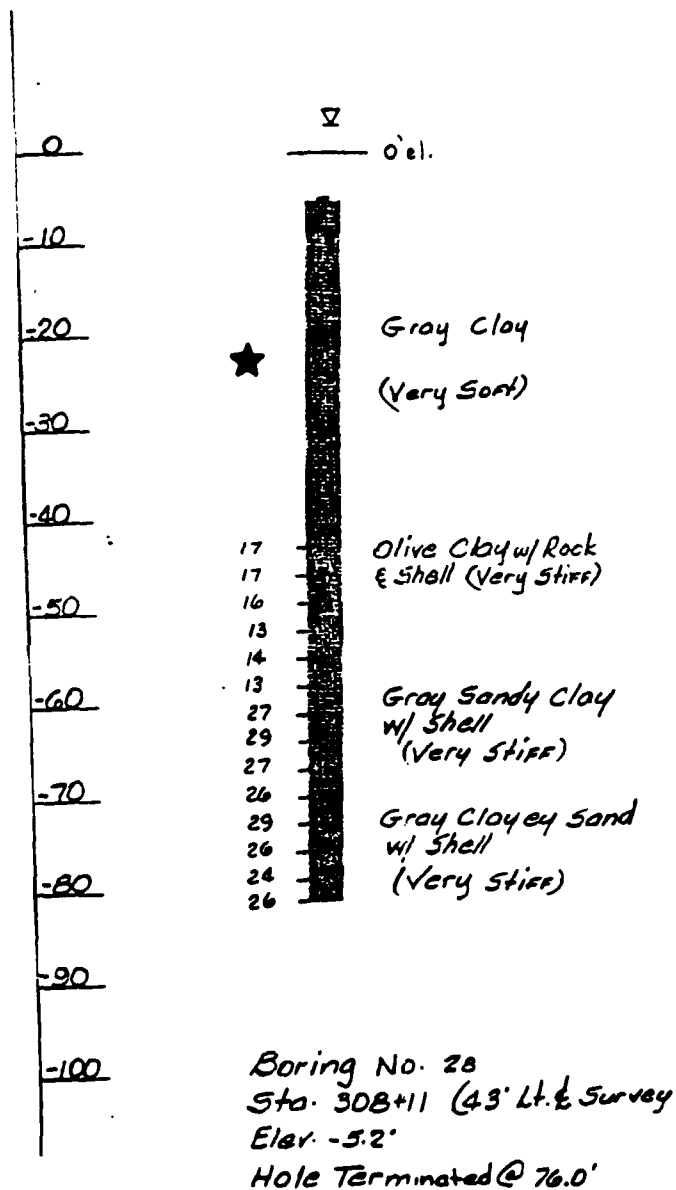 0
0'el.
-10
-20
Gray Clay
(Very Soft)
-30
-40
17
Olive Clay w/ Rock
17
& Shell (Very Stiff)
16
-50
13
14
13
-60
Gray Sandy Clay
27
w/ Shell
29
(Very Stiff)
27
26
-70
29
Gray Clayey Sand
w/ Shell
26
24
(Very Stiff)
-80
26
-90
-100
Boring No. 28
Sta. 308+11 (43' Lt. ℄ Survey
Elev. -5.2'
Hole Terminated @ 76.0'